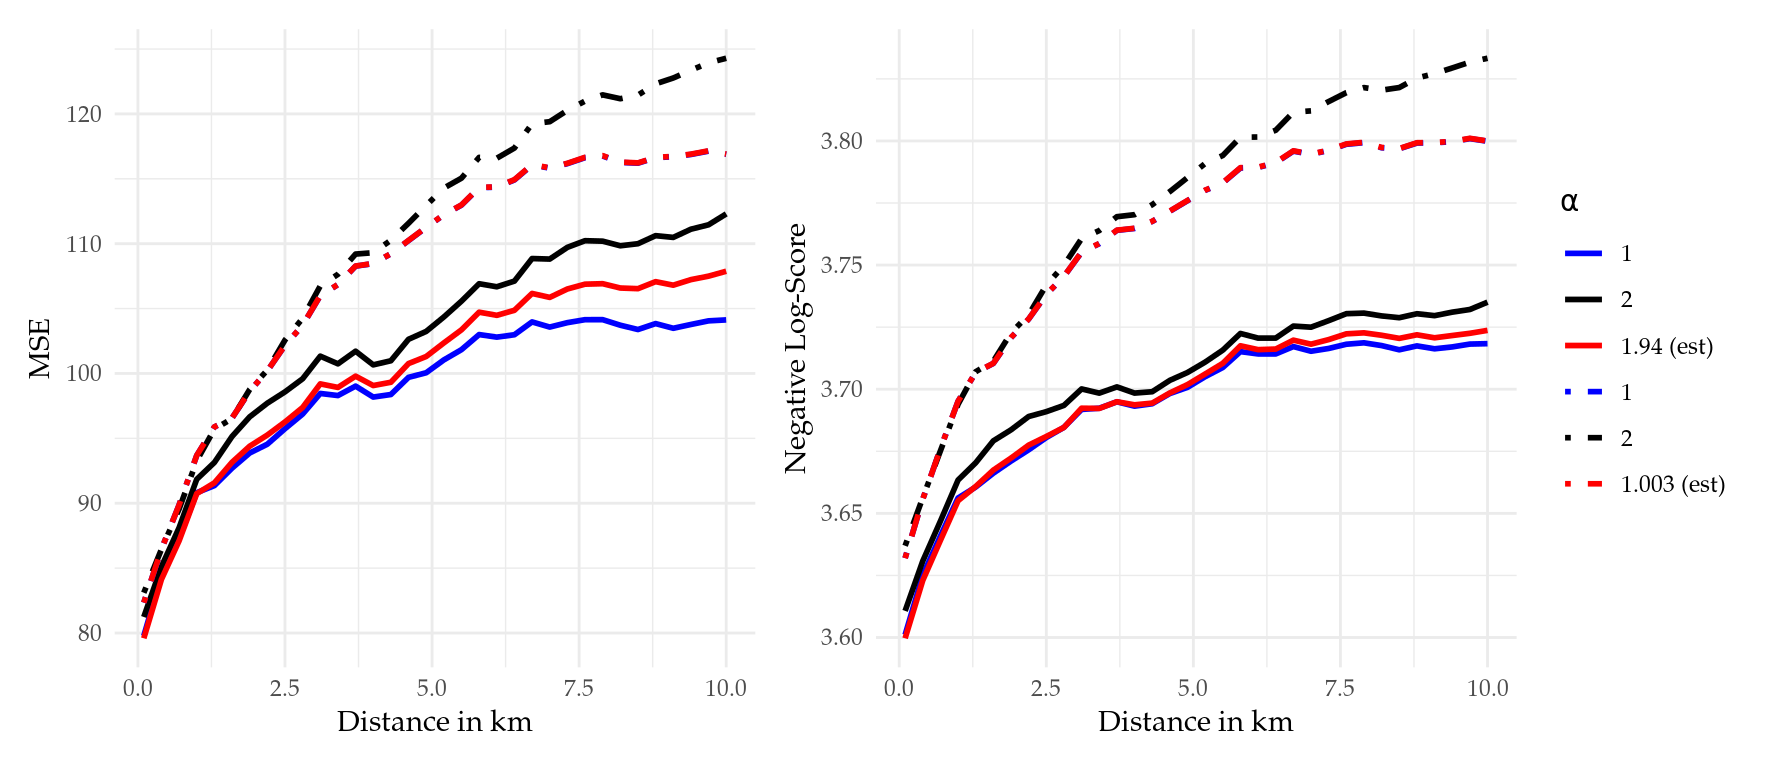 MSE
120
110
100
90
80
0.0 2.5 5.0 7.5 10.0
Distance in km
Negative Log-Score
3.80
3.75
3.70
3.65
3.60
0.0 2.5 5.0 7.5 10.0
Distance in km
α
1
2
1.94 (est)
1
2
1.003 (est)